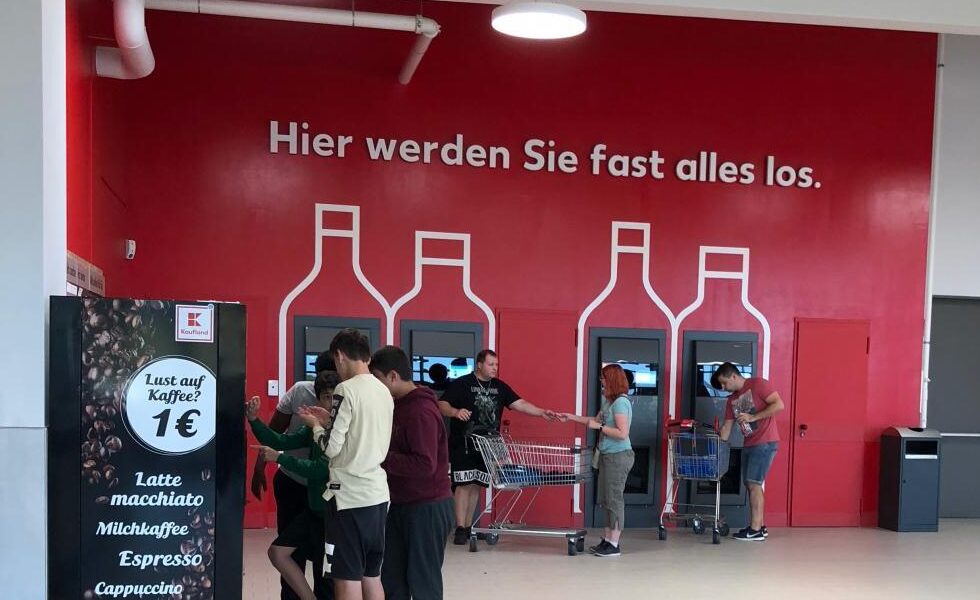 Hier werden Sie fast alles los.
Kaufland
Lust auf
Kaffee?
1€
Latte
macchiato
Milchkaffee
Espresso
Cappuccino